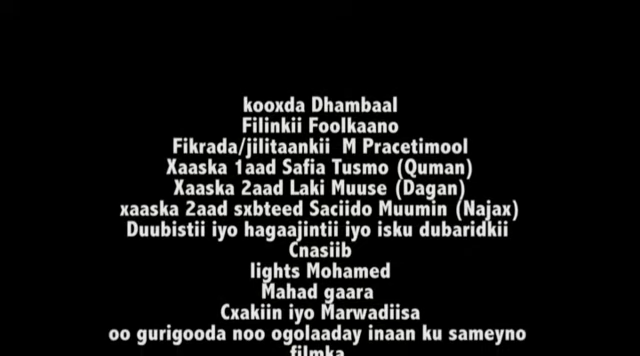 kooxda Dhambaal
Filinkii Foolkaano
Fikrada/jilitaankii M Pracetimool
Xaaska 1aad Safia Tusmo (Quman)
Xaaska 2aad Laki Muuse (Dagan)
xaaska 2aad sxbteed Saciido Muumin (Najax)
Duubistii iyo hagaajintii iyo isku dubaridkii
Cnasiib
lights Mohamed
Mahad gaara
Cxakiin iyo Marwadiisa
oo gurigooda noo ogolaaday inaan ku sameyno
filmka